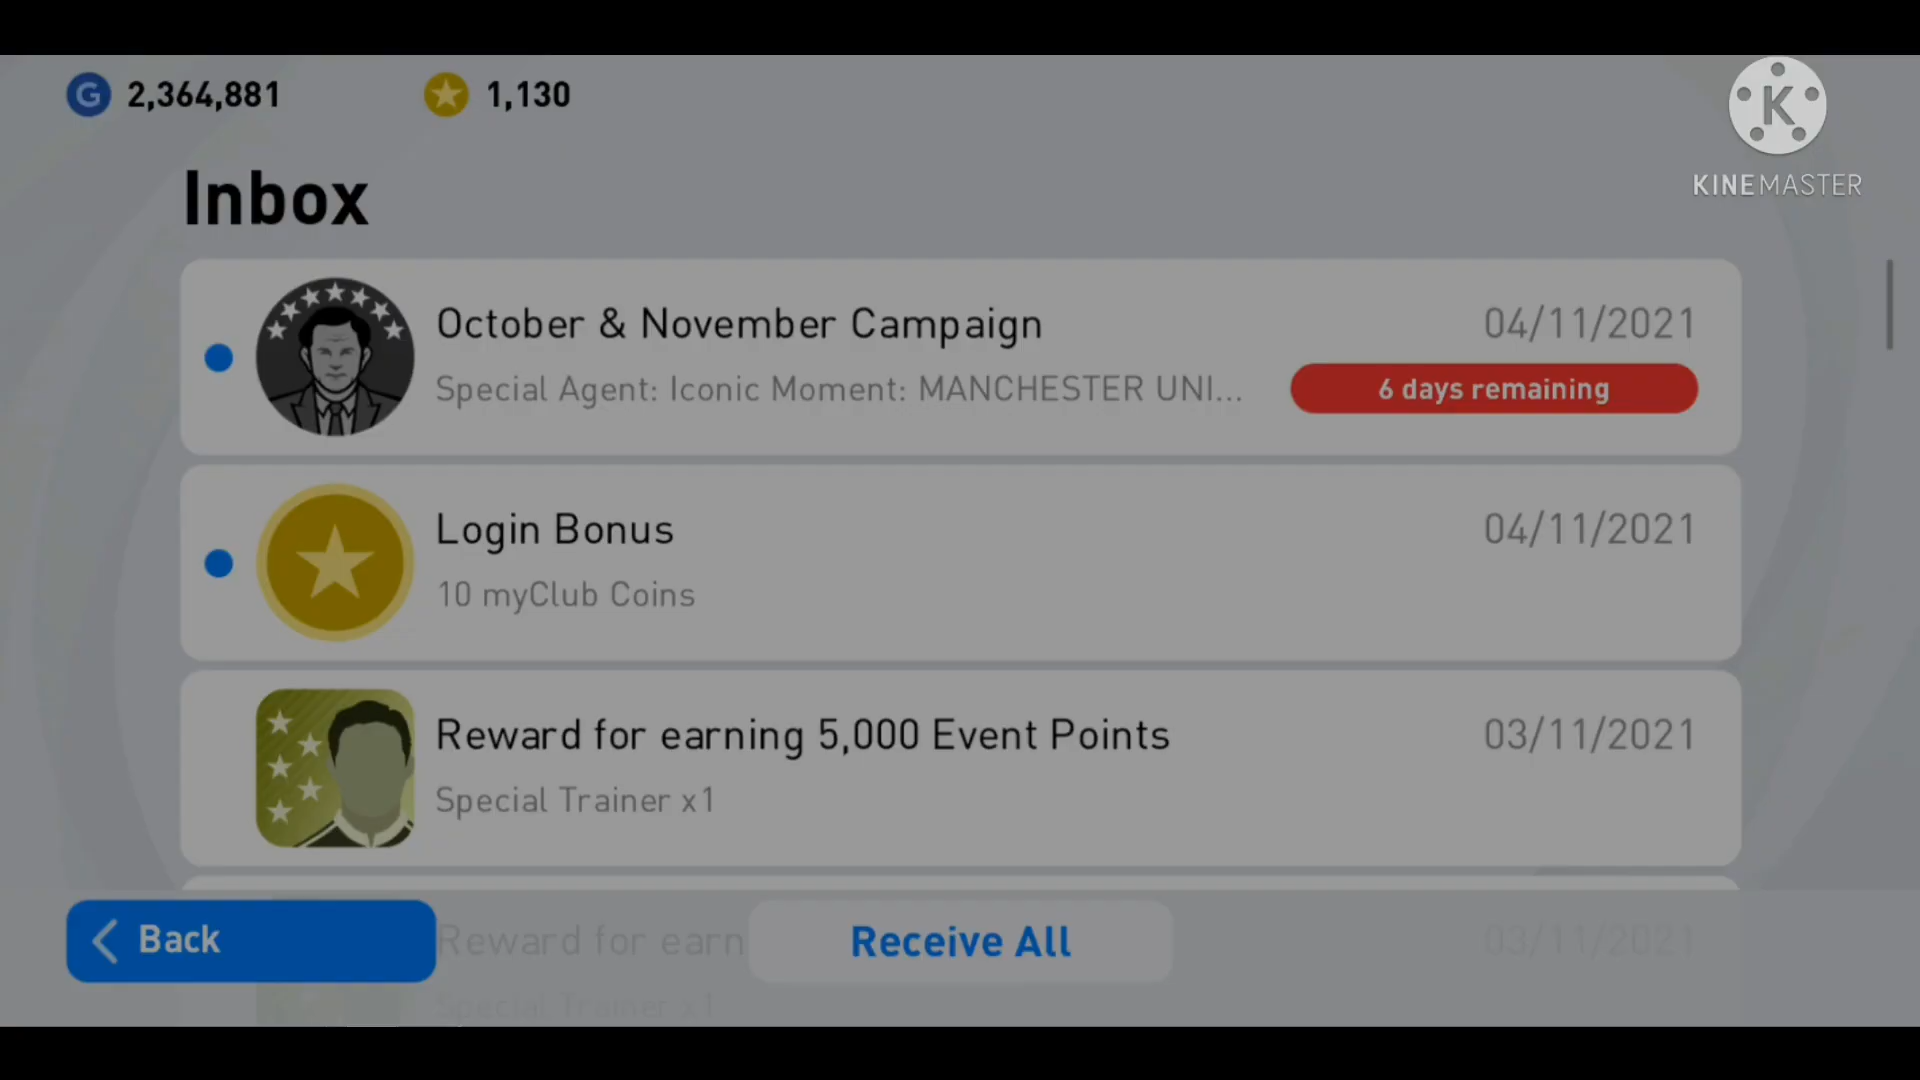 G 2,364,881 1,130
K
KINEMASTER
Inbox
October & November Campaign 04/11/2021
Special Agent: Iconic Moment: MANCHESTER UNI... 6 days remaining
Login Bonus 04/11/2021
10 myClub Coins
Reward for earning 5,000 Event Points 03/11/2021
Special Trainer x1
Back Reward for earn Receive All 03/11/2021
Special Trainer x1